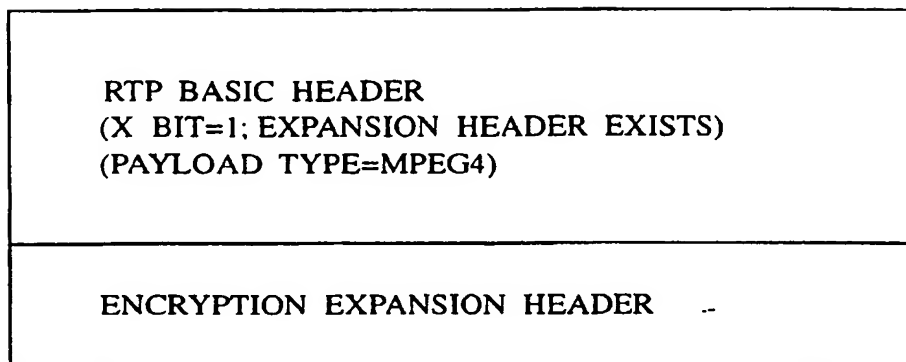 RTP BASIC HEADER
(X BIT=1; EXPANSION HEADER EXISTS)
(PAYLOAD TYPE=MPEG4)
ENCRYPTION EXPANSION HEADER